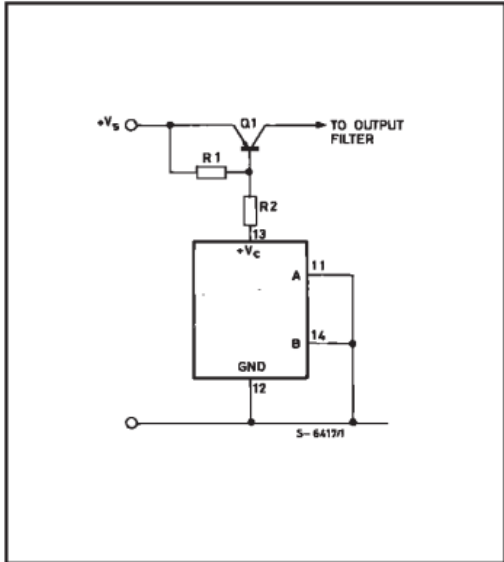 +Vs
Q1
TO OUTPUT
FILTER
R1
R2
13
+Vc
A
11
B
14
GND
12
S-6417/1